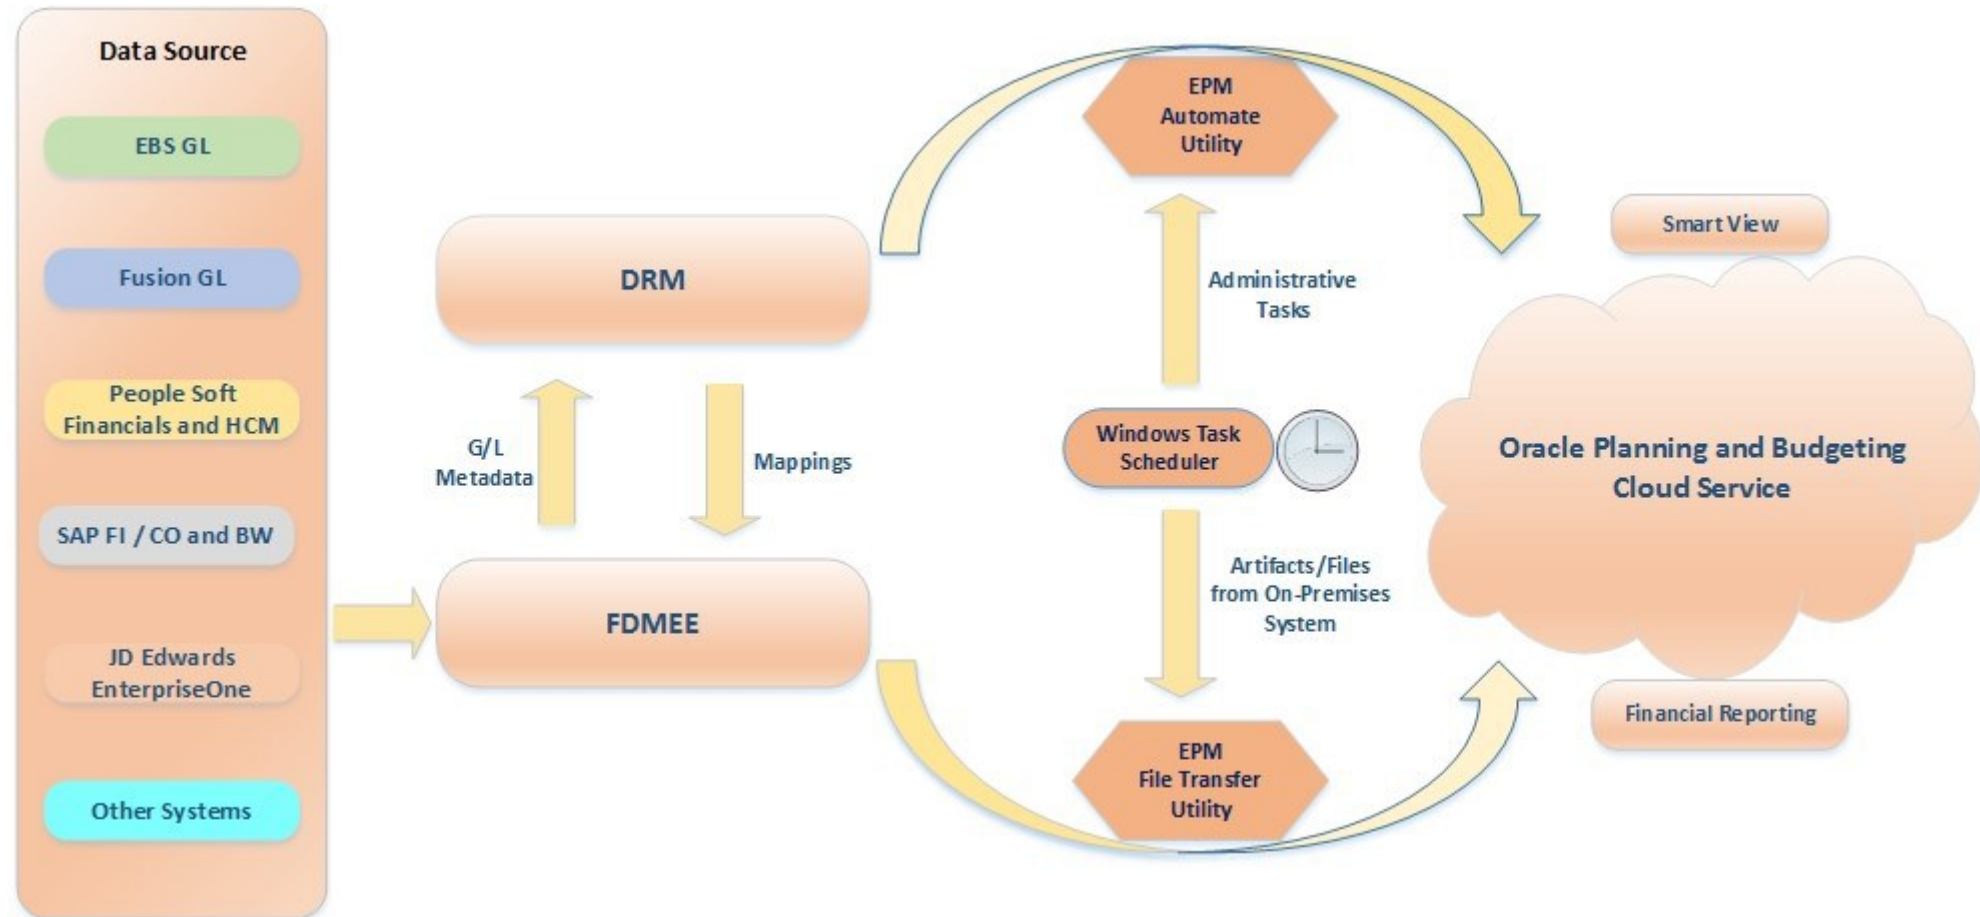 Data Source
EBS GL
Fusion GL
People Soft
Financials and HCM
SAP FI / CO and BW
JD Edwards
EnterpriseOne
Other Systems
DRM
G/L
Metadata
Mappings
FDMEE
EPM
Automate
Utility
Administrative
Tasks
Windows Task
Scheduler
Artifacts/Files
from On-Premises
System
EPM
File Transfer
Utility
Smart View
Oracle Planning and Budgeting
Cloud Service
Financial Reporting